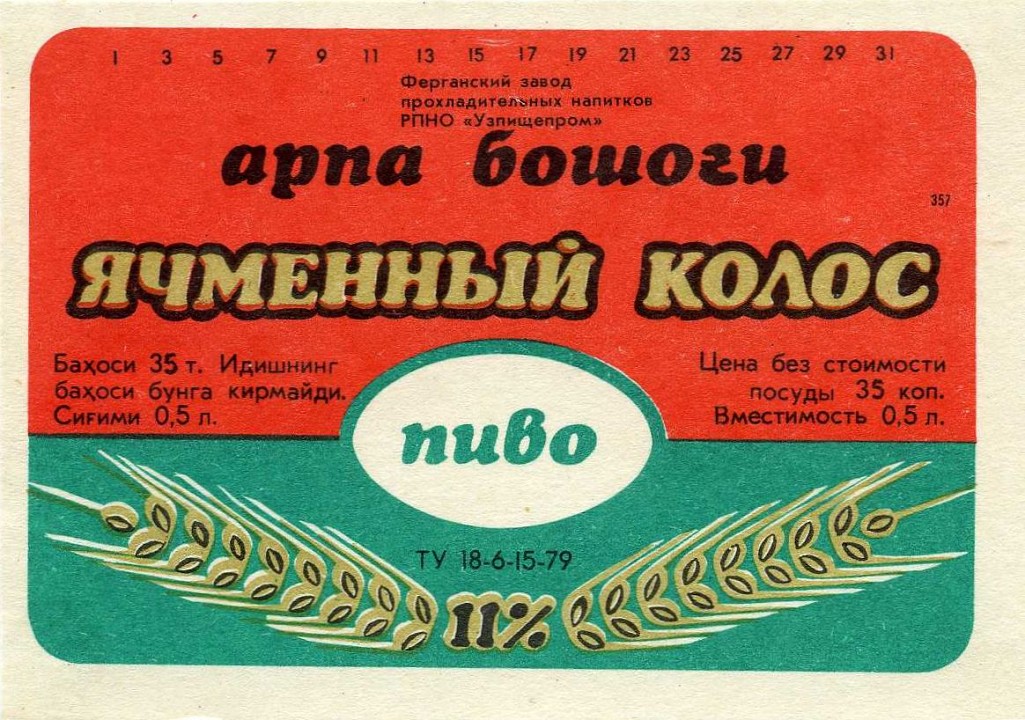 1 3 5 7 9 11 13 15 17 19 21 23 25 27 29 31
Ферганский завод
прохладительных напитков
РПНО «Узпищепром»
арпа бошоги
357
ЯЧМЕННЫЙ КОЛОС
Баҳоси 35 т. Идишнинг
баҳоси бунга кирмайди.
Сиғими 0,5 л.
Цена без стоимости
посуды 35 коп.
Вместимость 0,5 л.
пиво
ТУ 18-6-15-79
11%